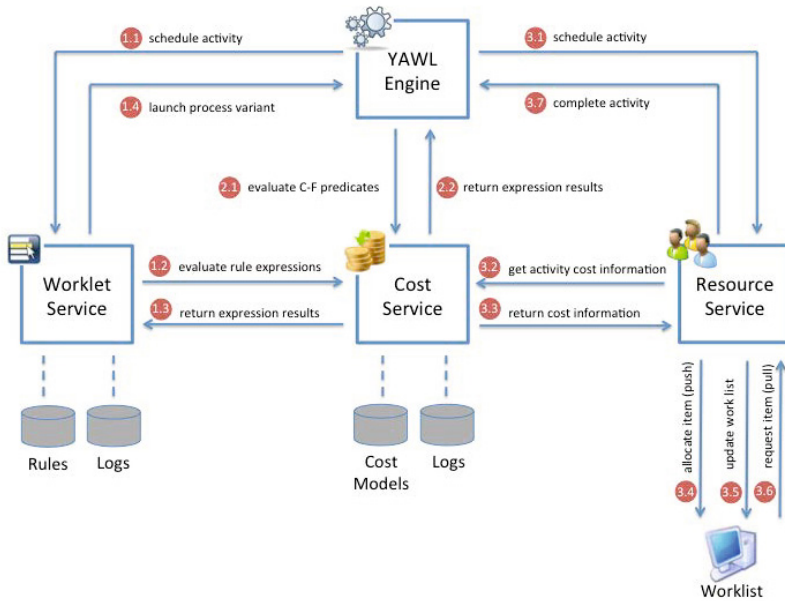 1.1 schedule activity
YAWL
Engine
3.1 schedule activity
1.4 launch process variant
3.7 complete activity
2.1 evaluate C-F predicates
2.2 return expression results
Worklet
Service
1.2 evaluate rule expressions
1.3 return expression results
Cost
Service
3.2 get activity cost information
3.3 return cost information
Resource
Service
Rules
Logs
Cost
Models
Logs
3.4 allocate item (push)
3.5 update work list
3.6 request item (pull)
Worklist